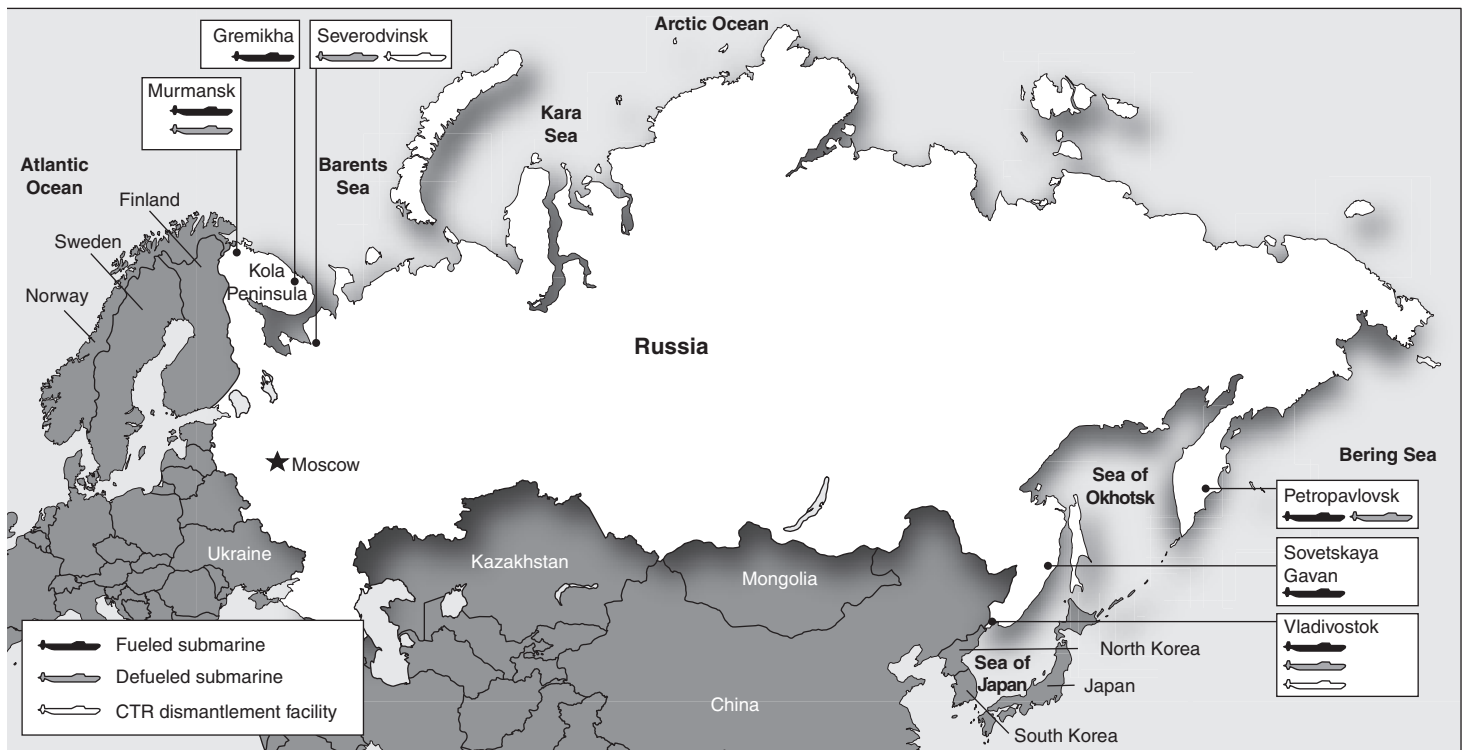 Arctic Ocean
Gremikha
Severodvinsk
Murmansk
Kara
Sea
Barents
Sea
Atlantic
Ocean
Finland
Sweden
Norway
Kola
Peninsula
Russia
Moscow
Bering Sea
Sea of
Okhotsk
Petropavlovsk
Sovetskaya
Gavan
Vladivostok
Ukraine
Kazakhstan
Mongolia
North Korea
Sea of
Japan
Japan
China
South Korea
Fueled submarine
Defueled submarine
CTR dismantlement facility